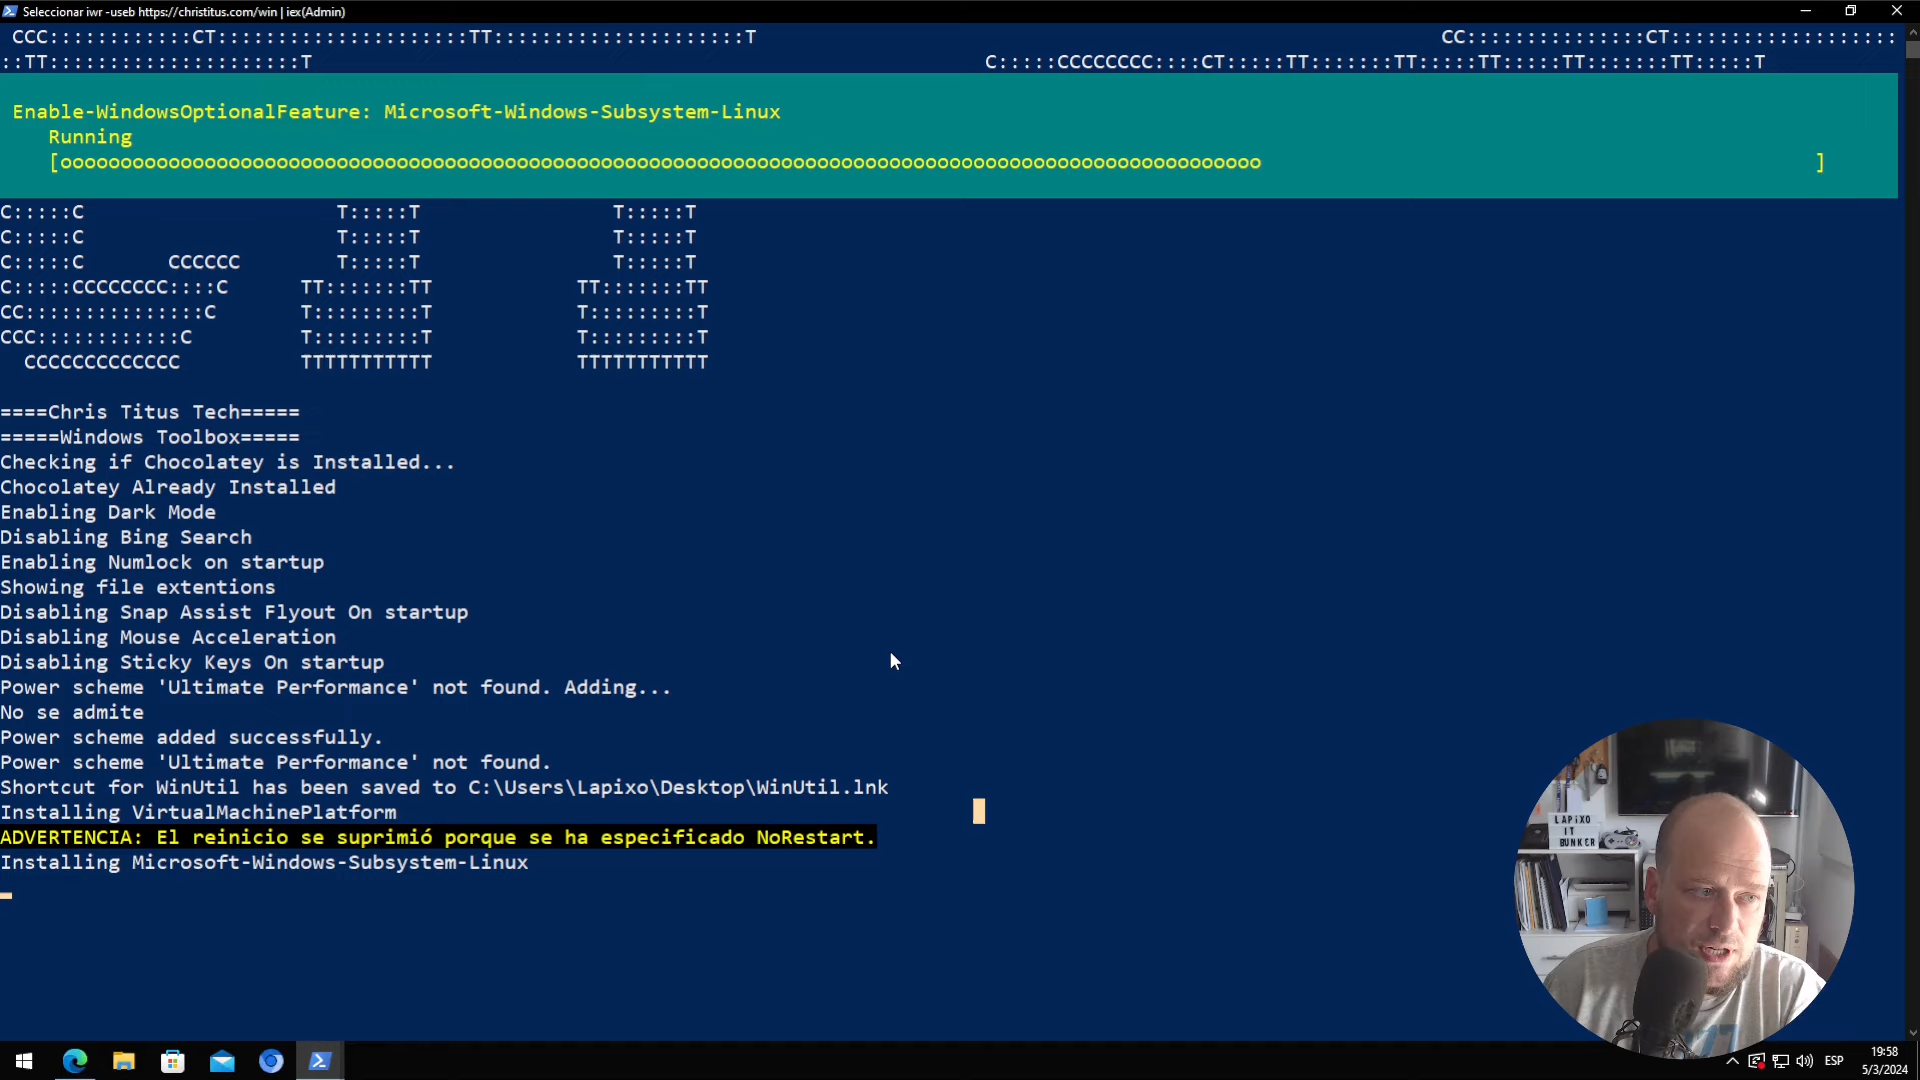 Seleccionar iwr -useb https://christitus.com/win | iex(Admin)
CCC::::::::::::CT:::::::::::::::::::::TT:::::::::::::::::::::T CC:::::::::::::::CT:::::::::::::::::::
::TT:::::::::::::::::::::T C:::::CCCCCCCC::::CT:::::TT:::::::TT:::::TT:::::TT:::::::TT:::::T
Enable-WindowsOptionalFeature: Microsoft-Windows-Subsystem-Linux
Running
[oooooooooooooooooooooooooooooooooooooooooooooooooooooooooooooooooooooooooooooooooooooooooooooooooooo ]
C:::::C T:::::T T:::::T
C:::::C T:::::T T:::::T
C:::::C CCCCCC T:::::T T:::::T
C:::::CCCCCCCC::::C TT:::::::TT TT:::::::TT
CC:::::::::::::::C T:::::::::T T:::::::::T
CCC::::::::::::C T:::::::::T T:::::::::T
CCCCCCCCCCCCC TTTTTTTTTTT TTTTTTTTTTT
====Chris Titus Tech=====
=====Windows Toolbox=====
Checking if Chocolatey is Installed...
Chocolatey Already Installed
Enabling Dark Mode
Disabling Bing Search
Enabling Numlock on startup
Showing file extentions
Disabling Snap Assist Flyout On startup
Disabling Mouse Acceleration
Disabling Sticky Keys On startup
Power scheme 'Ultimate Performance' not found. Adding...
No se admite
Power scheme added successfully.
Power scheme 'Ultimate Performance' not found.
Shortcut for WinUtil has been saved to C:\Users\Lapixo\Desktop\WinUtil.lnk
Installing VirtualMachinePlatform
ADVERTENCIA: El reinicio se suprimió porque se ha especificado NoRestart.
Installing Microsoft-Windows-Subsystem-Linux
LAPIXO
IT
BUNKER
ESP
19:58
5/3/2024